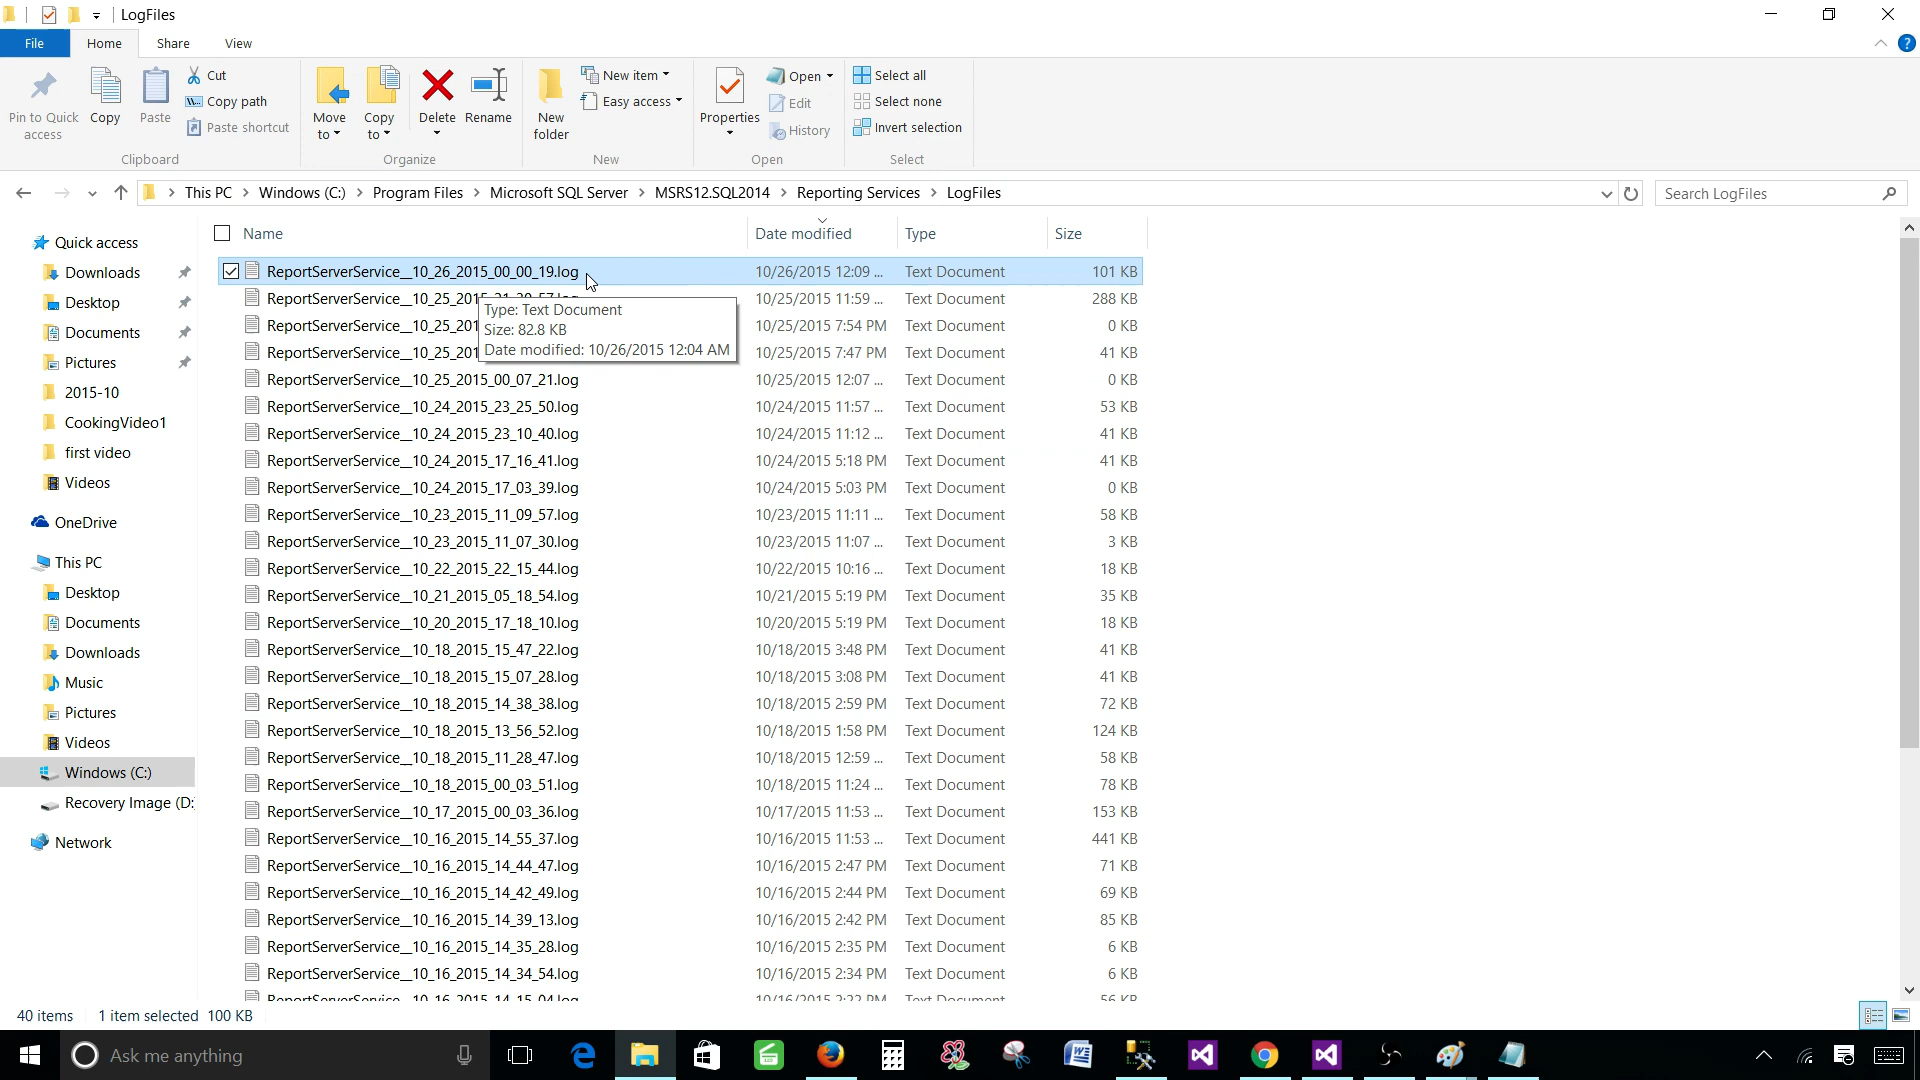 LogFiles
File Home Share View
Pin to Quick access
Copy
Paste
Cut
Copy path
Paste shortcut
Clipboard
Move to
Copy to
Delete
Rename
Organize
New folder
New item
Easy access
New
Properties
Open
Edit
History
Open
Select all
Select none
Invert selection
Select
This PC > Windows (C:) > Program Files > Microsoft SQL Server > MSRS12.SQL2014 > Reporting Services > LogFiles
Search LogFiles
Quick access
Downloads
Desktop
Documents
Pictures
2015-10
CookingVideo1
first video
Videos
OneDrive
This PC
Desktop
Documents
Downloads
Music
Pictures
Videos
Windows (C:)
Recovery Image (D:
Network
Name Date modified Type Size
ReportServerService__10_26_2015_00_00_19.log 10/26/2015 12:09 ... Text Document 101 KB
ReportServerService__10_25_2015 10/25/2015 11:59 ... Text Document 288 KB
ReportServerService__10_25_201 10/25/2015 7:54 PM Text Document 0 KB
ReportServerService__10_25_201 10/25/2015 7:47 PM Text Document 41 KB
Type: Text Document
Size: 82.8 KB
Date modified: 10/26/2015 12:04 AM
ReportServerService__10_25_2015_00_07_21.log 10/25/2015 12:07 ... Text Document 0 KB
ReportServerService__10_24_2015_23_25_50.log 10/24/2015 11:57 ... Text Document 53 KB
ReportServerService__10_24_2015_23_10_40.log 10/24/2015 11:12 ... Text Document 41 KB
ReportServerService__10_24_2015_17_16_41.log 10/24/2015 5:18 PM Text Document 41 KB
ReportServerService__10_24_2015_17_03_39.log 10/24/2015 5:03 PM Text Document 0 KB
ReportServerService__10_23_2015_11_09_57.log 10/23/2015 11:11 ... Text Document 58 KB
ReportServerService__10_23_2015_11_07_30.log 10/23/2015 11:07 ... Text Document 3 KB
ReportServerService__10_22_2015_22_15_44.log 10/22/2015 10:16 ... Text Document 18 KB
ReportServerService__10_21_2015_05_18_54.log 10/21/2015 5:19 PM Text Document 35 KB
ReportServerService__10_20_2015_17_18_10.log 10/20/2015 5:19 PM Text Document 18 KB
ReportServerService__10_18_2015_15_47_22.log 10/18/2015 3:48 PM Text Document 41 KB
ReportServerService__10_18_2015_15_07_28.log 10/18/2015 3:08 PM Text Document 41 KB
ReportServerService__10_18_2015_14_38_38.log 10/18/2015 2:59 PM Text Document 72 KB
ReportServerService__10_18_2015_13_56_52.log 10/18/2015 1:58 PM Text Document 124 KB
ReportServerService__10_18_2015_11_28_47.log 10/18/2015 12:59 ... Text Document 58 KB
ReportServerService__10_18_2015_00_03_51.log 10/18/2015 11:24 ... Text Document 78 KB
ReportServerService__10_17_2015_00_03_36.log 10/17/2015 11:53 ... Text Document 153 KB
ReportServerService__10_16_2015_14_55_37.log 10/16/2015 11:53 ... Text Document 441 KB
ReportServerService__10_16_2015_14_44_47.log 10/16/2015 2:47 PM Text Document 71 KB
ReportServerService__10_16_2015_14_42_49.log 10/16/2015 2:44 PM Text Document 69 KB
ReportServerService__10_16_2015_14_39_13.log 10/16/2015 2:42 PM Text Document 85 KB
ReportServerService__10_16_2015_14_35_28.log 10/16/2015 2:35 PM Text Document 6 KB
ReportServerService__10_16_2015_14_34_54.log 10/16/2015 2:34 PM Text Document 6 KB
ReportServerService__10_16_2015_14_15_04.log 10/16/2015 2:22 PM Text Document 56 KB
40 items 1 item selected 100 KB
Ask me anything